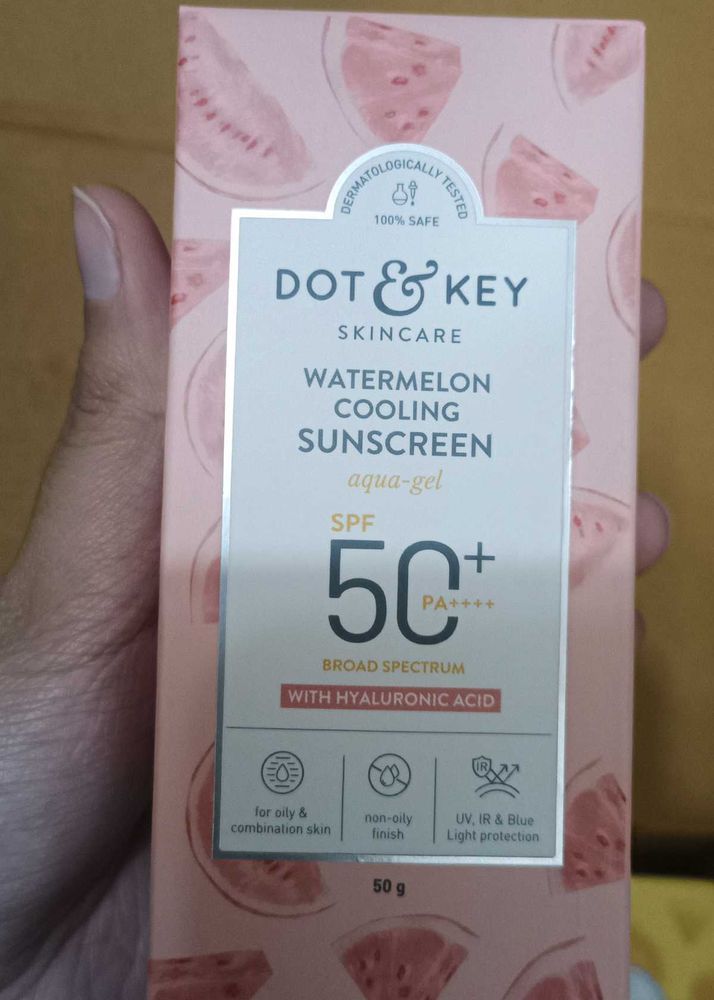 DERMATOLOGICALLY TESTED
100% SAFE
DOT & KEY
SKINCARE
WATERMELON
COOLING
SUNSCREEN
aqua-gel
SPF
50+
PA++++
BROAD SPECTRUM
WITH HYALURONIC ACID
for oily &
combination skin
non-oily
finish
IR
UV, IR & Blue
Light protection
50 g